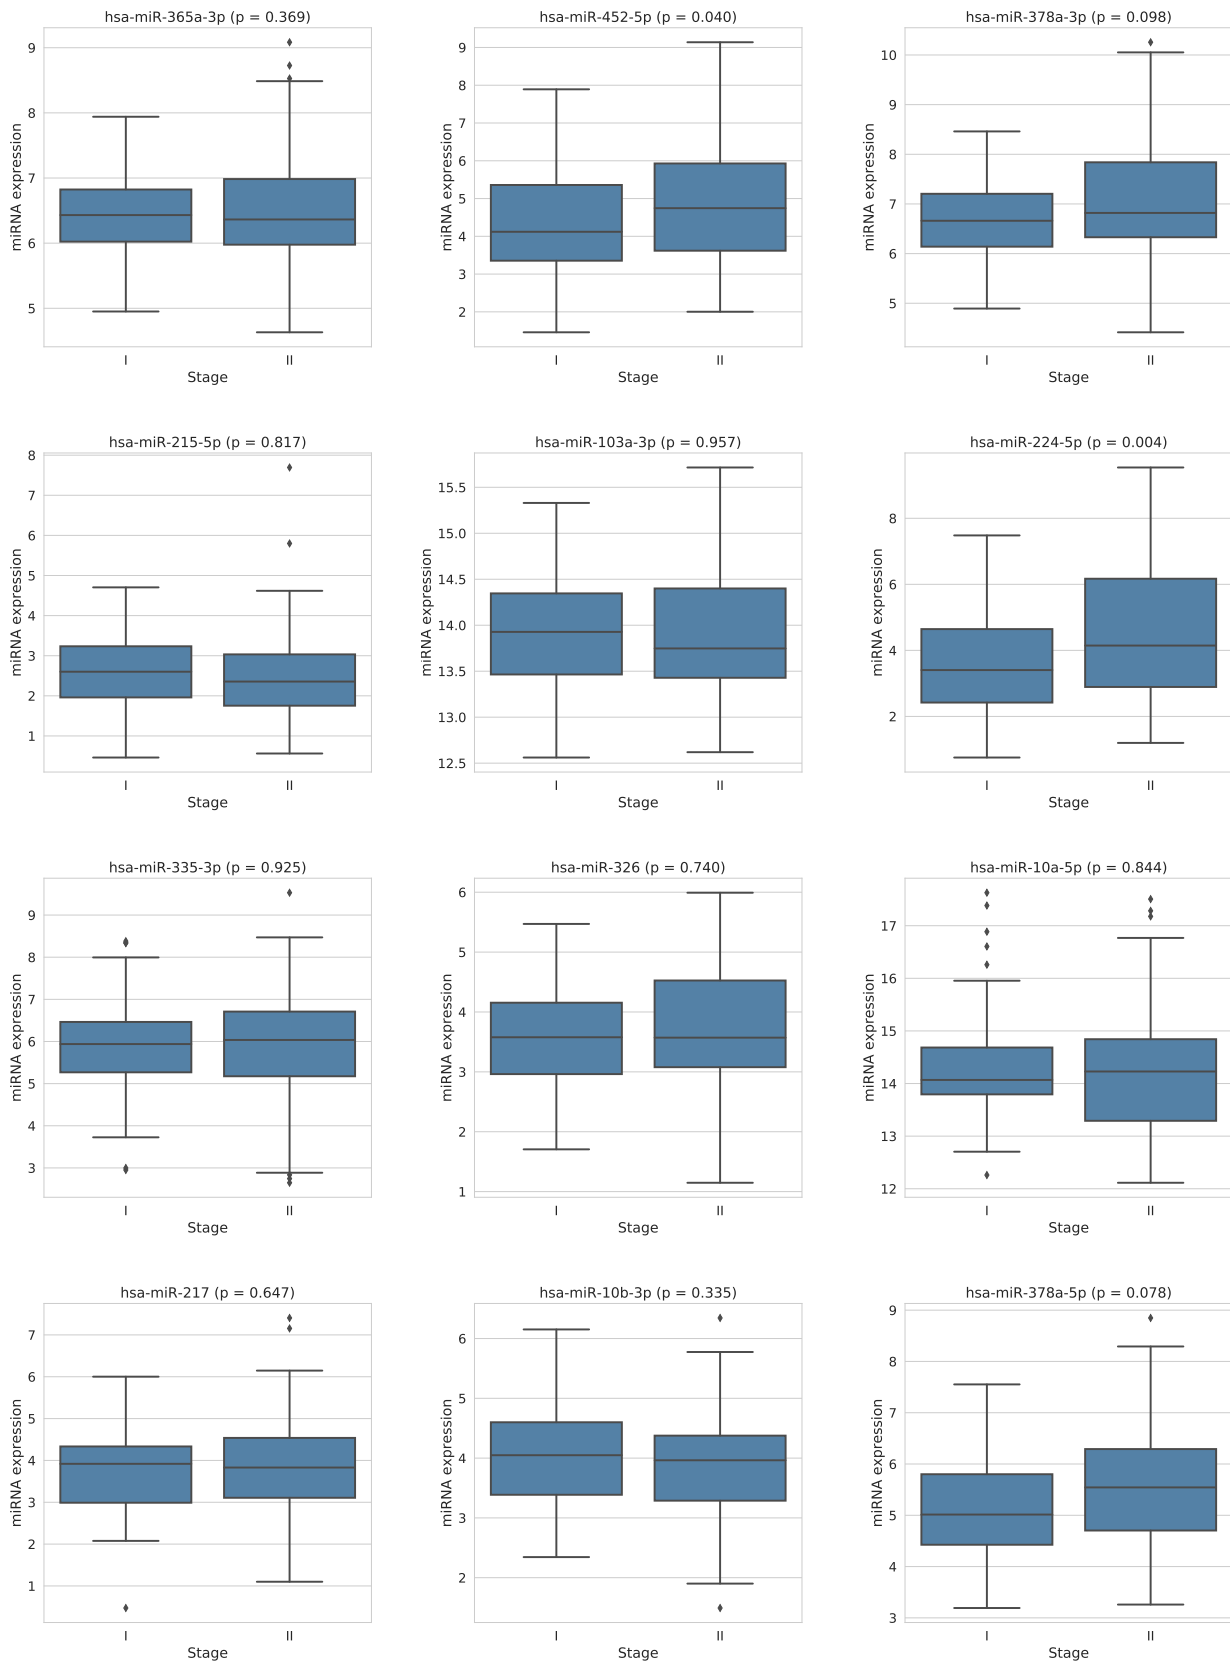 hsa-miR-365a-3p (p = 0.369)
miRNA expression
9
8
7
6
5
I
II
Stage
hsa-miR-452-5p (p = 0.040)
miRNA expression
9
8
7
6
5
4
3
2
I
II
Stage
hsa-miR-378a-3p (p = 0.098)
miRNA expression
10
9
8
7
6
5
I
II
Stage
hsa-miR-215-5p (p = 0.817)
miRNA expression
8
7
6
5
4
3
2
1
I
II
Stage
hsa-miR-103a-3p (p = 0.957)
miRNA expression
15.5
15.0
14.5
14.0
13.5
13.0
12.5
I
II
Stage
hsa-miR-224-5p (p = 0.004)
miRNA expression
8
6
4
2
I
II
Stage
hsa-miR-335-3p (p = 0.925)
miRNA expression
9
8
7
6
5
4
3
I
II
Stage
hsa-miR-326 (p = 0.740)
miRNA expression
6
5
4
3
2
1
I
II
Stage
hsa-miR-10a-5p (p = 0.844)
miRNA expression
17
16
15
14
13
12
I
II
Stage
hsa-miR-217 (p = 0.647)
miRNA expression
7
6
5
4
3
2
1
I
II
Stage
hsa-miR-10b-3p (p = 0.335)
miRNA expression
6
5
4
3
2
I
II
Stage
hsa-miR-378a-5p (p = 0.078)
miRNA expression
9
8
7
6
5
4
3
I
II
Stage